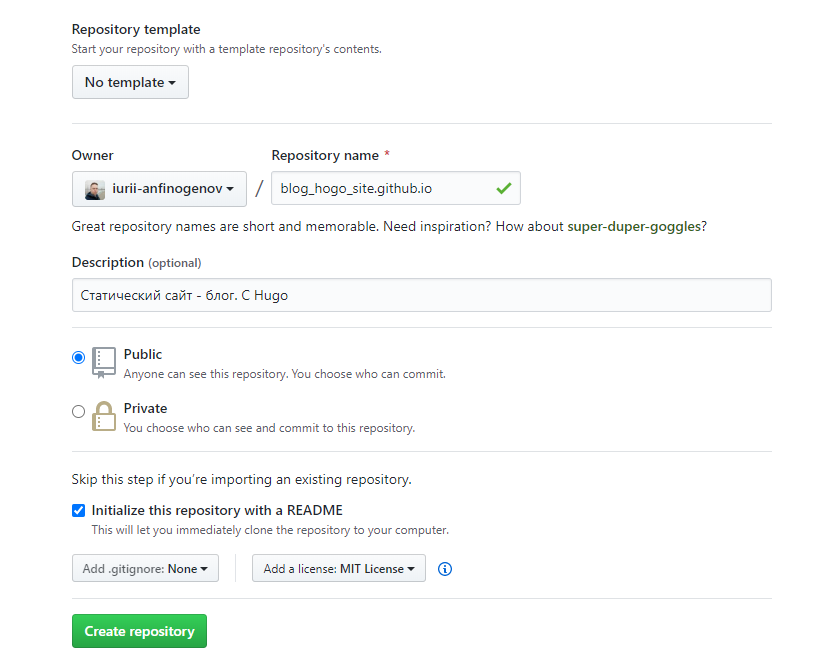 Repository template
Start your repository with a template repository's contents.
No template
Owner
Repository name *
iurii-anfinogenov / blog_hogo_site.github.io
Great repository names are short and memorable. Need inspiration? How about super-duper-goggles?
Description (optional)
Статический сайт - блог. С Hugo
Public
Anyone can see this repository. You choose who can commit.
Private
You choose who can see and commit to this repository.
Skip this step if you're importing an existing repository.
Initialize this repository with a README
This will let you immediately clone the repository to your computer.
Add .gitignore: None
Add a license: MIT License
Create repository